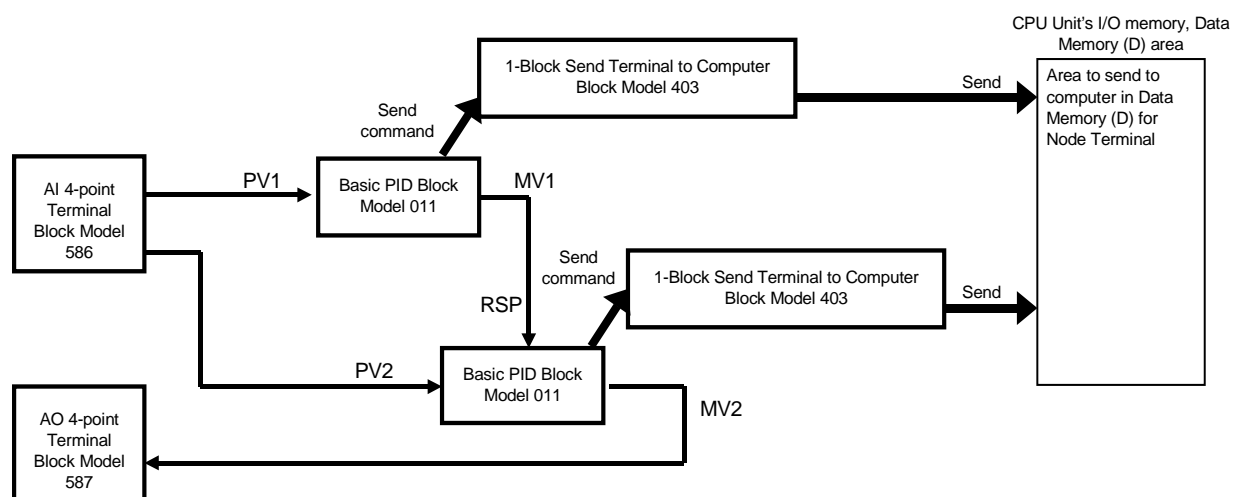 CPU Unit's I/O memory, Data
Memory (D) area
1-Block Send Terminal to Computer
Block Model 403
Send
Area to send to
computer in Data
Memory (D) for
Node Terminal
Send
command
AI 4-point
Terminal
Block Model
586
PV1
Basic PID Block
Model 011
MV1
Send
command
1-Block Send Terminal to Computer
Block Model 403
Send
RSP
PV2
Basic PID Block
Model 011
MV2
AO 4-point
Terminal
Block Model
587